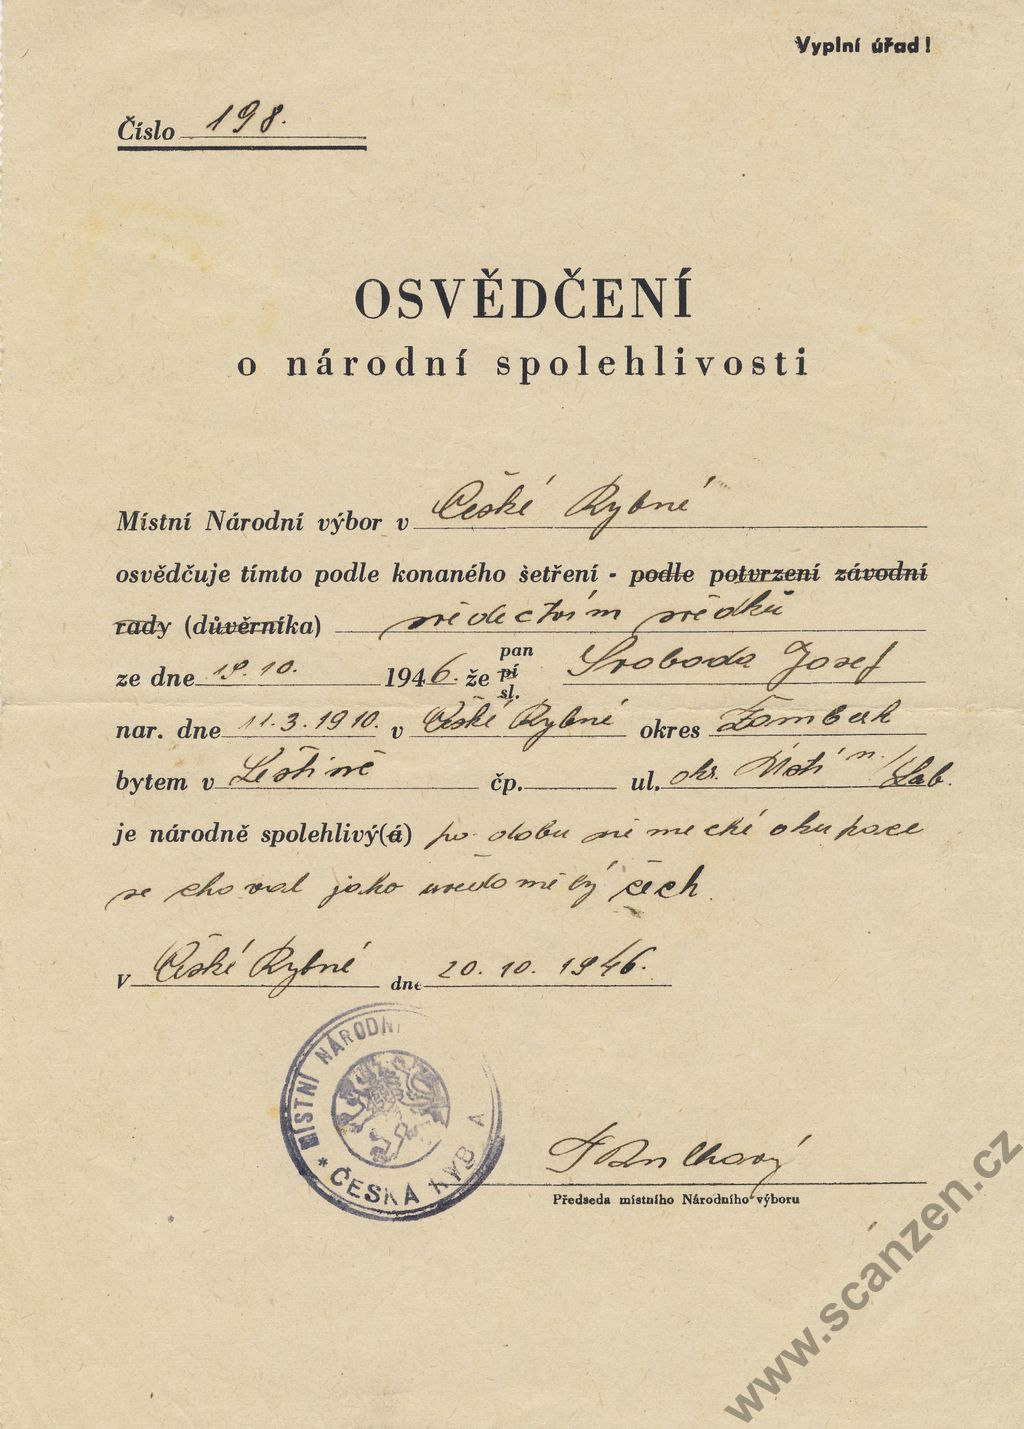 Vyplní úřad!
Číslo 198.
OSVĚDČENÍ
o národní spolehlivosti
Místní Národní výbor v České Rybné
osvědčuje tímto podle konaného šetření - podle potvrzení závodní
rady (důvěrníka) svědectvím svědků
ze dne 19. 10. 1946. že pan pí sl. Svoboda Josef
nar. dne 11. 3. 1910. v České Rybné okres Žamberk
bytem v Leštině čp. ul. okr. Ústí n/Lab.
je národně spolehlivý(á) po dobu německé okupace
se choval jako uvědomělý čech.
v České Rybné dne 20. 10. 1946.
MÍSTNÍ NÁRODNÍ
* ČESKÁ RYB A
Předseda místního Národního výboru
www.scanzen.cz